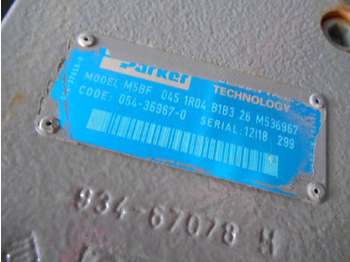 Parker
TECHNOLOGY
MODEL: M5BF 045 1R04 B1B3 26 M536967
CODE: 054-36967-0 SERIAL: 12118 299
934-67078